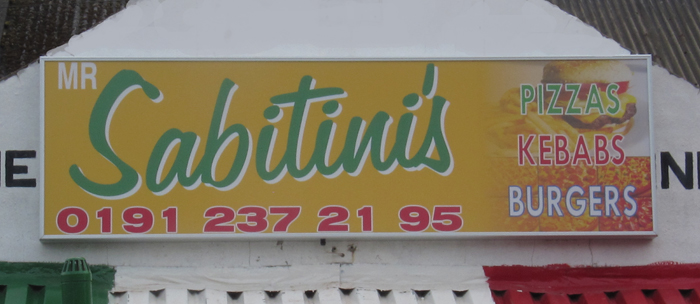 MR
Sabitini's
0191 237 21 95
PIZZAS
KEBABS
BURGERS